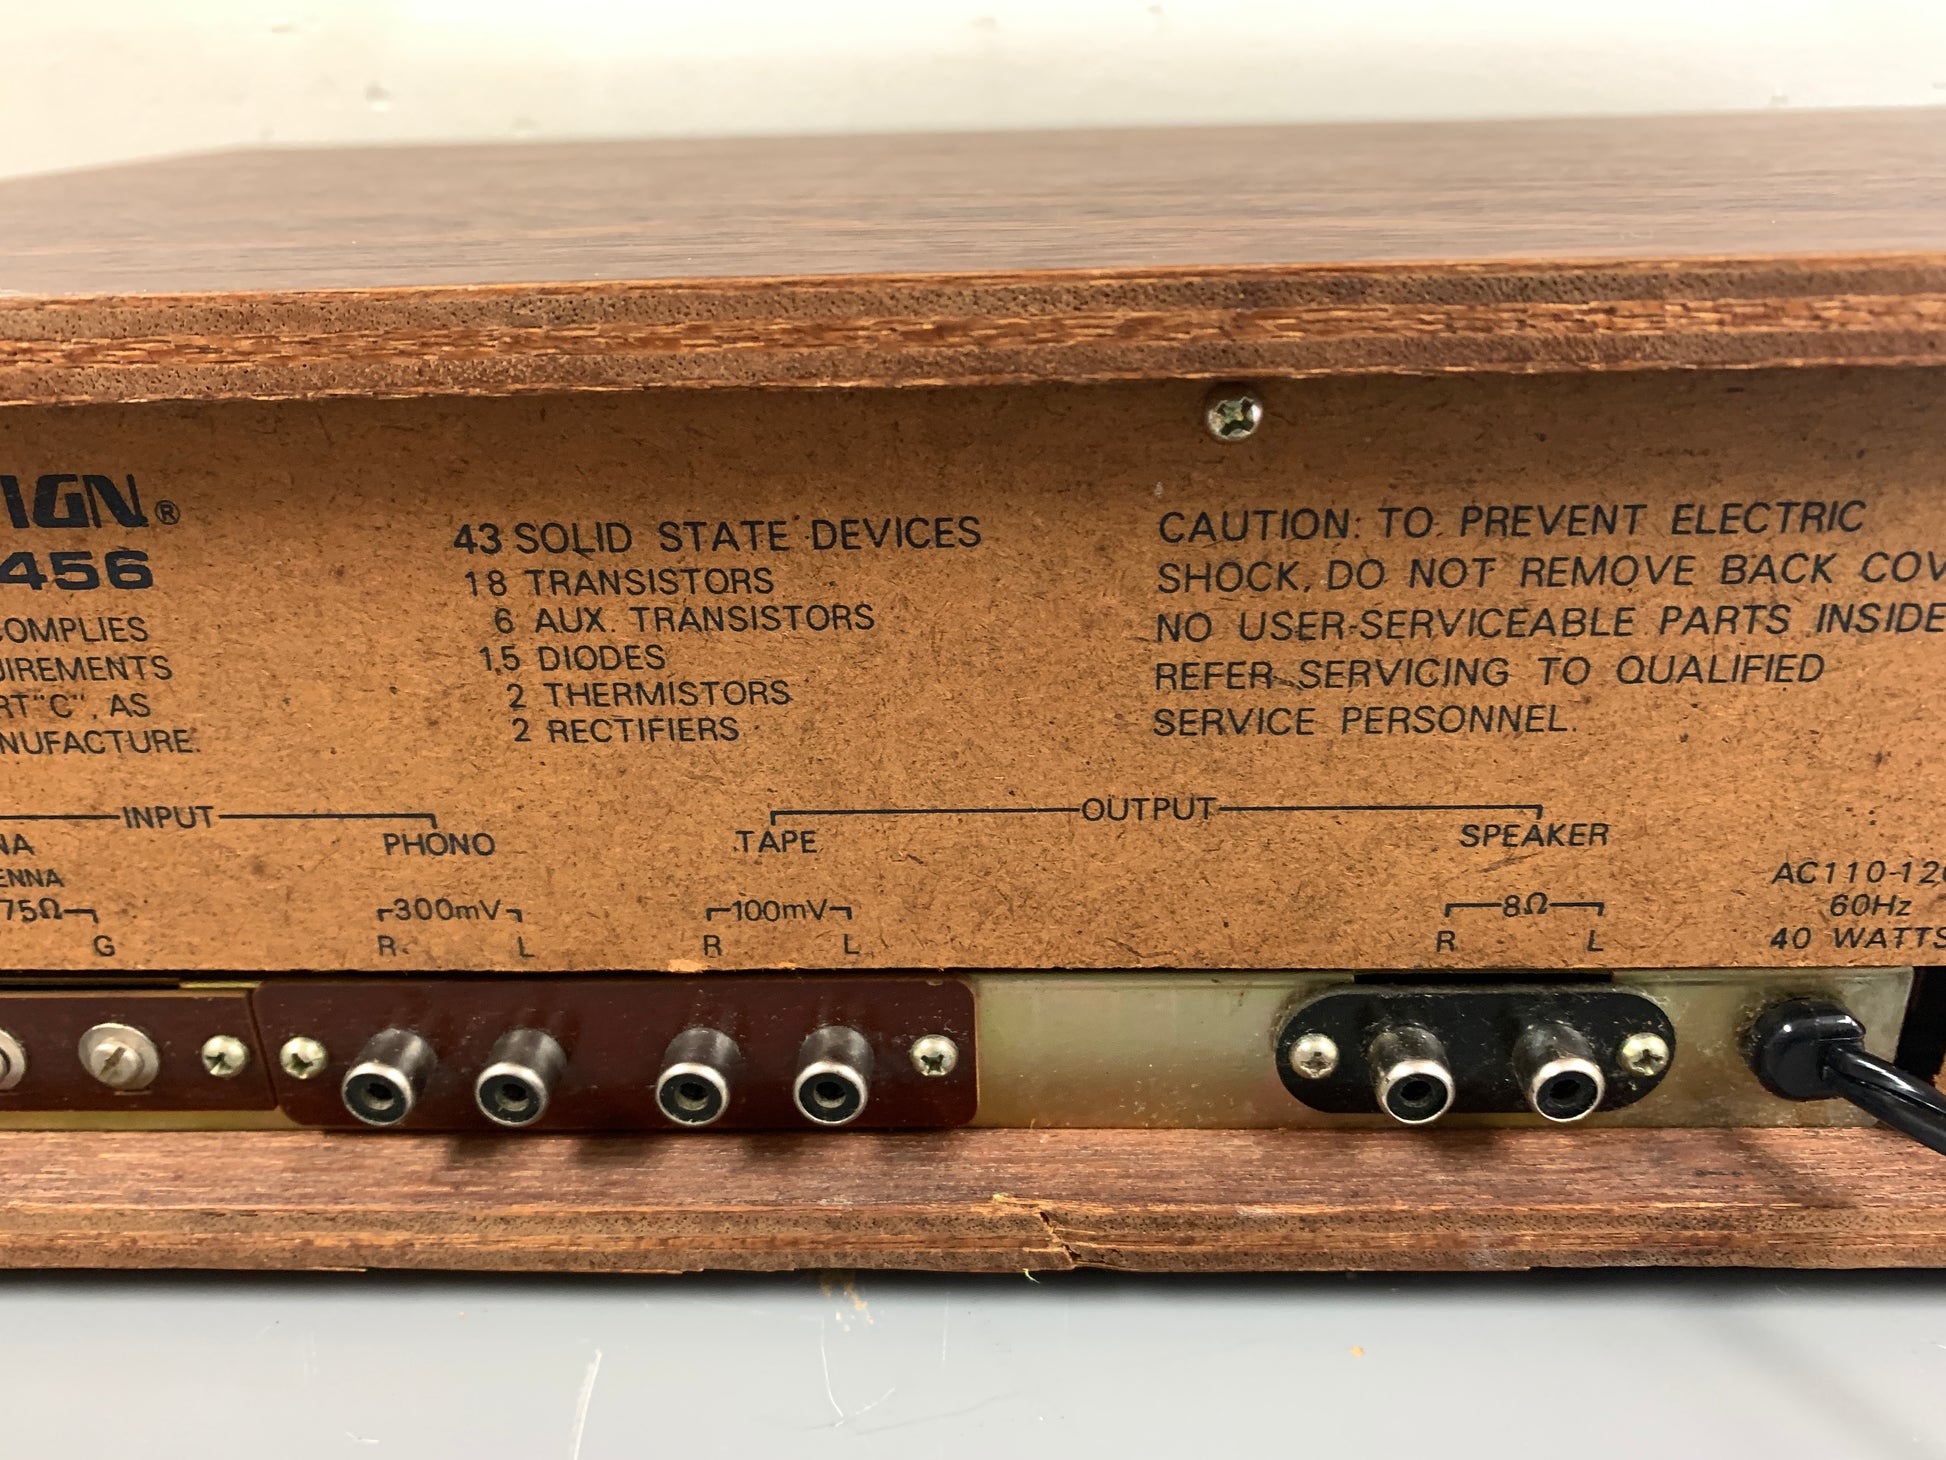 IGN®
456
COMPLIES
UIREMENTS
RT "C", AS
NUFACTURE.
43 SOLID STATE DEVICES
18 TRANSISTORS
6 AUX. TRANSISTORS
15 DIODES
2 THERMISTORS
2 RECTIFIERS
CAUTION: TO PREVENT ELECTRIC
SHOCK, DO NOT REMOVE BACK COV
NO USER-SERVICEABLE PARTS INSIDE
REFER SERVICING TO QUALIFIED
SERVICE PERSONNEL.
INPUT
NA
ENNA
75Ω
G
PHONO
300mV
R L
OUTPUT
TAPE
100mV
R L
SPEAKER
8Ω
R L
AC110-120
60Hz
40 WATTS